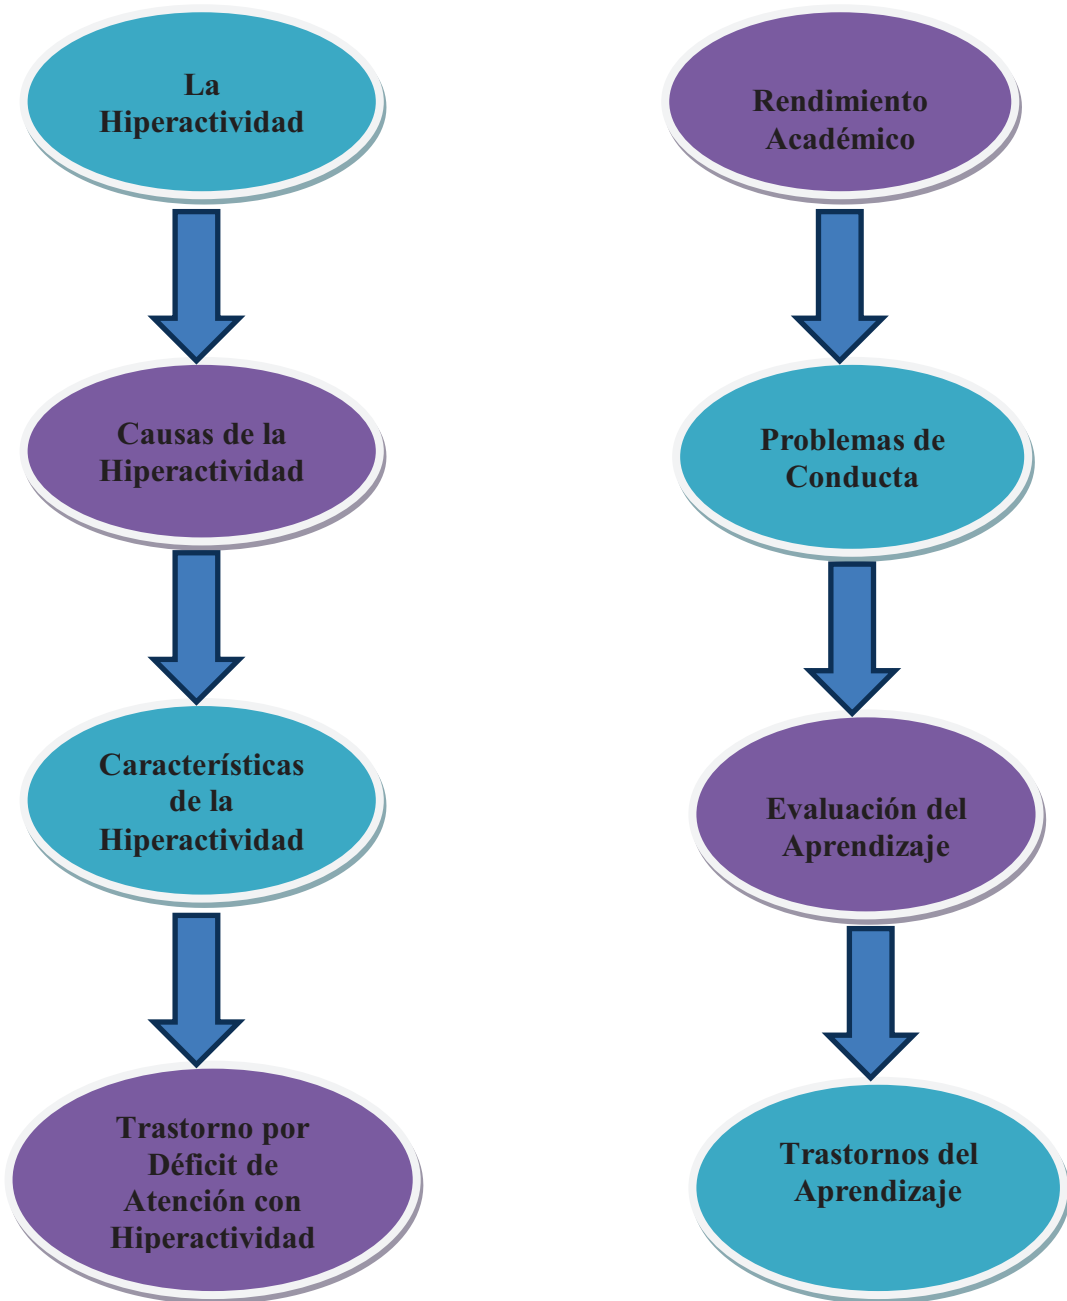 La
Hiperactividad
Rendimiento
Académico
Causas de la
Hiperactividad
Problemas de
Conducta
Características
de la
Hiperactividad
Evaluación del
Aprendizaje
Trastorno por
Déficit de
Atención con
Hiperactividad
Trastornos del
Aprendizaje